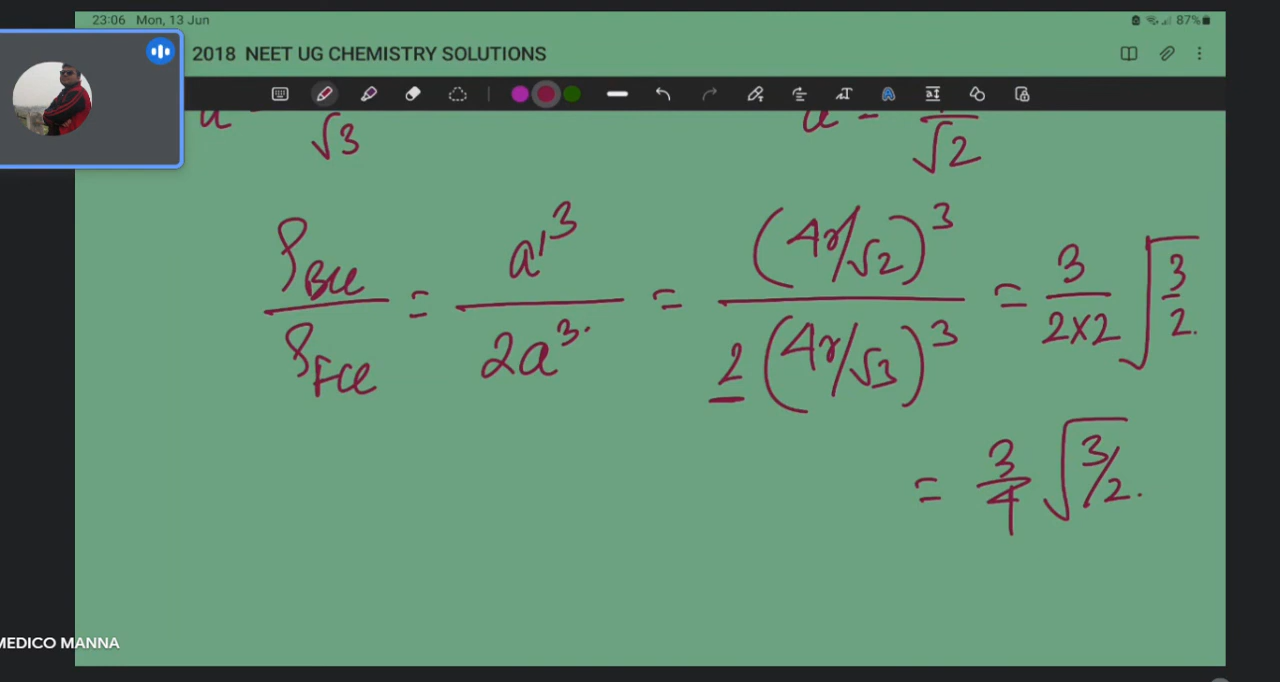 23:06 Mon, 13 Jun 87%
2018 NEET UG CHEMISTRY SOLUTIONS
√3 a = √2
ρBCC / ρFCC = a'³ / 2a³ = (4r/√2)³ / 2(4r/√3)³ = 3 / 2×2 √3/2.
= 3/4 √3/2.
MEDICO MANNA